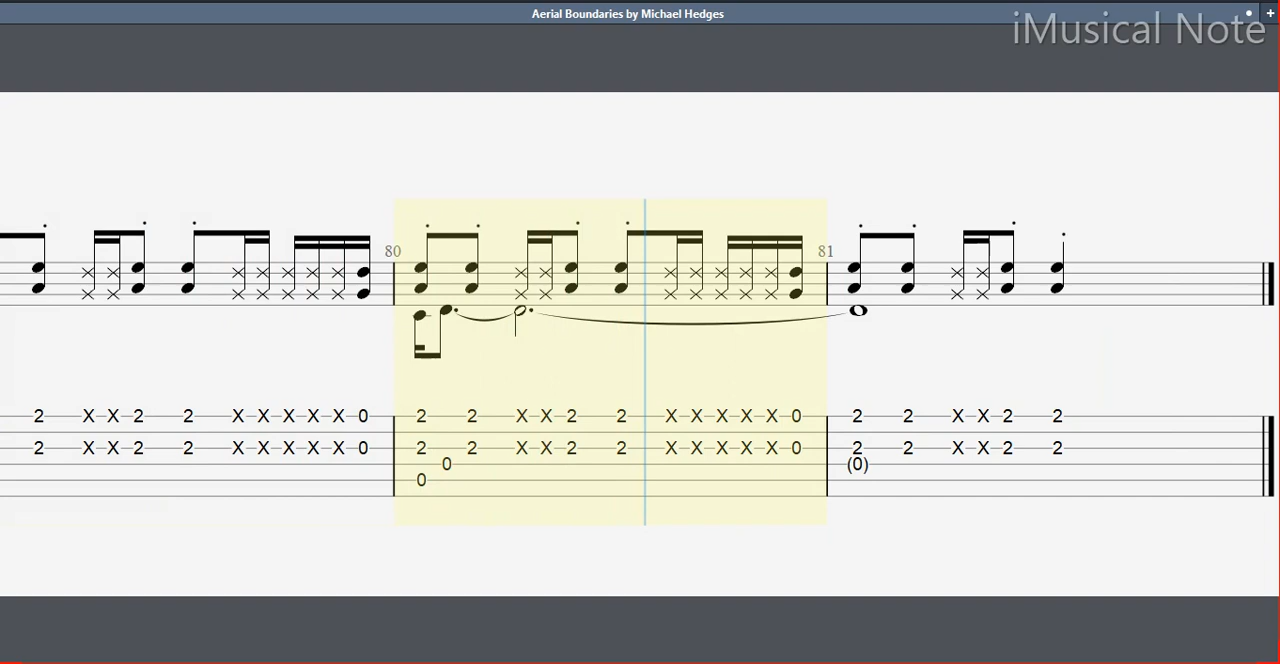 Aerial Boundaries by Michael Hedges
+
iMusical Note
80
81
2 X X 2 2 X X X X X 0 2 2 X X 2 2 X X X X X 0 2 2 X X 2 2
2 X X 2 2 X X X X X 0 2 2 X X 2 2 X X X X X 0 2 2 X X 2 2
0 (0)
0